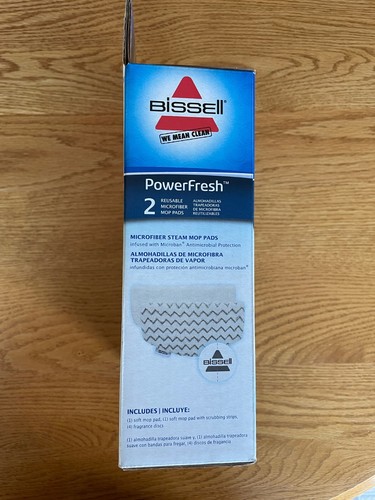 BISSELL®
WE MEAN CLEAN™
PowerFresh™
2 REUSABLE MICROFIBER MOP PADS
ALMOHADILLAS TRAPEADORAS DE MICROFIBRA REUTILIZABLES
MICROFIBER STEAM MOP PADS
infused with Microban® Antimicrobial Protection
ALMOHADILLAS DE MICROFIBRA
TRAPEADORAS DE VAPOR
infundidas con proteción antimicrobana microban®
BISSELL
INCLUDES | INCLUYE:
(1) soft mop pad, (1) soft mop pad with scrubbing strips,
(4) fragrance discs
(1) almohadilla trapeadora suave y, (1) almohadilla trapeadora
suave con bandas para fregar, (4) discos de fragancia